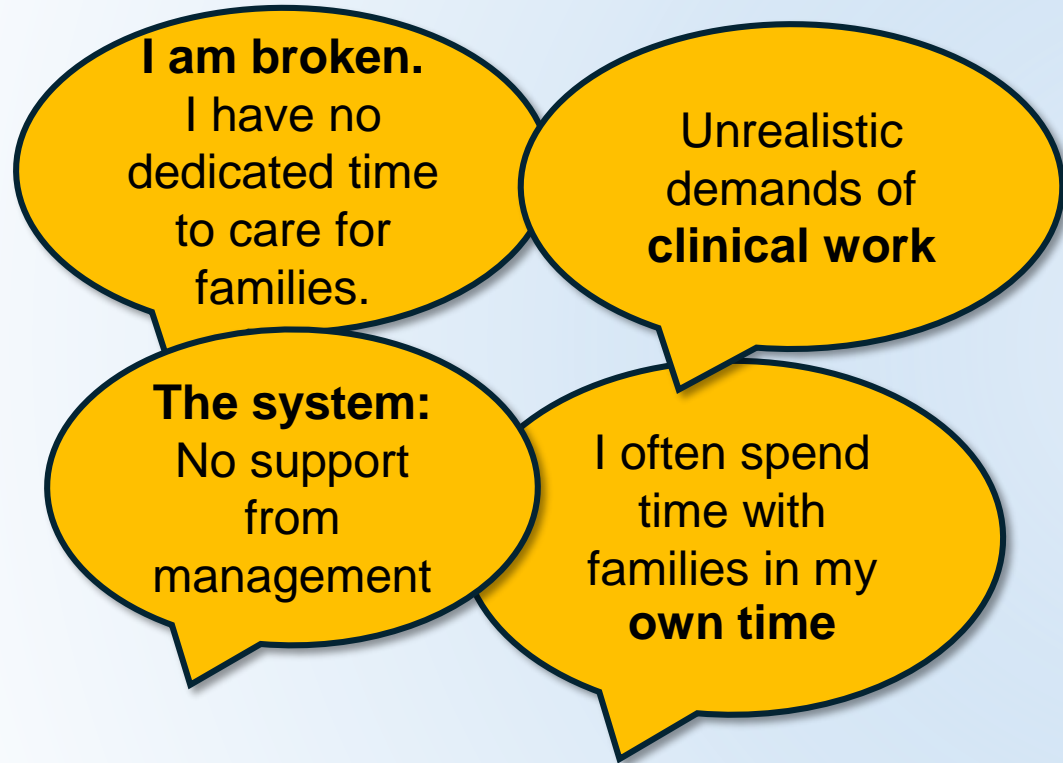 I am broken.
I have no
dedicated time
to care for
families.
Unrealistic
demands of
clinical work
The system:
No support
from
management
I often spend
time with
families in my
own time